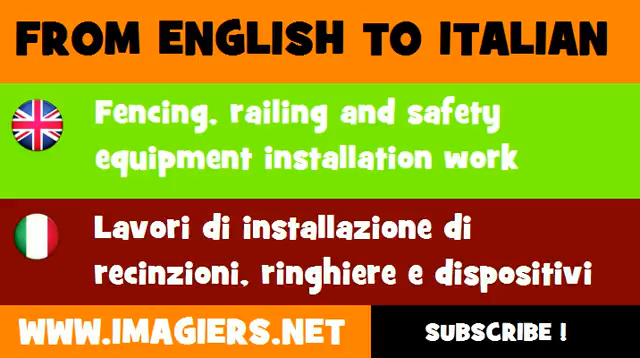 FROM ENGLISH TO ITALIAN
Fencing, railing and safety
equipment installation work
Lavori di installazione di
recinzioni, ringhiere e dispositivi
WWW.IMAGIERS.NET
SUBSCRIBE !